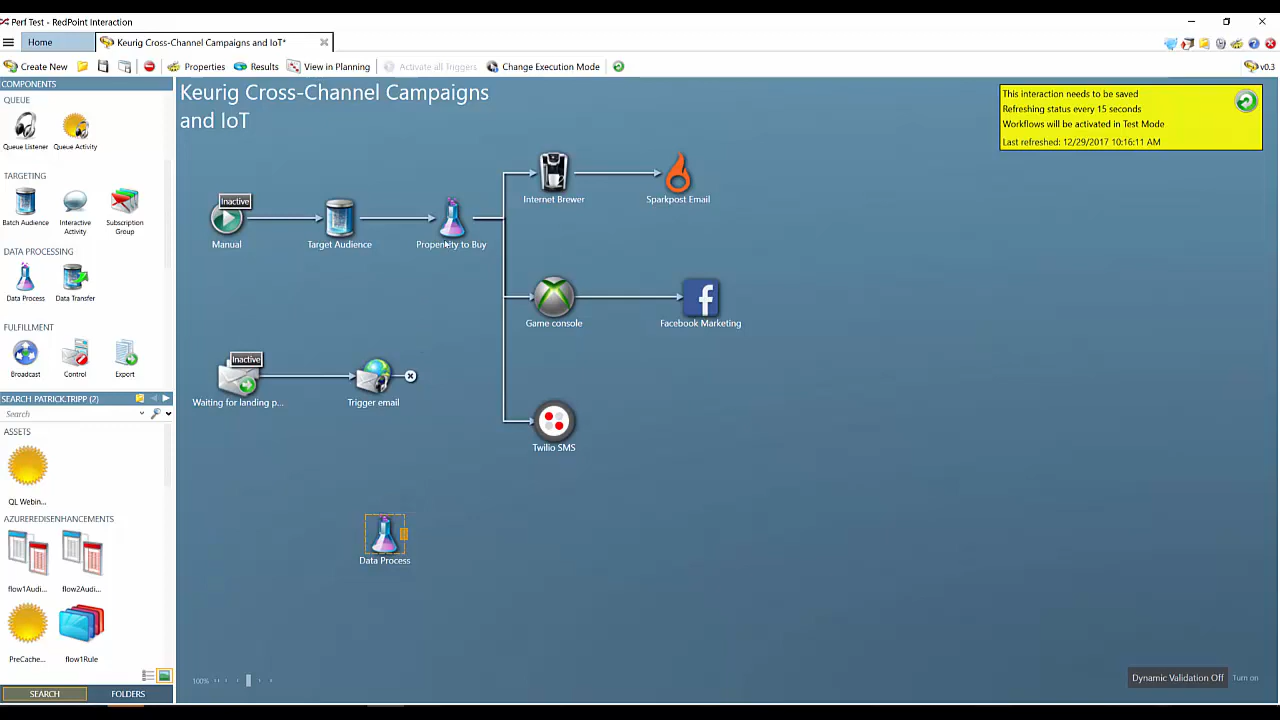 Perf Test - RedPoint Interaction
Home
Keurig Cross-Channel Campaigns and IoT*
Create New
Properties
Results
View in Planning
Activate all Triggers
Change Execution Mode
v0.3
COMPONENTS
QUEUE
Queue Listener
Queue Activity
TARGETING
Batch Audience
Interactive
Activity
Subscription
Group
DATA PROCESSING
Data Process
Data Transfer
FULFILLMENT
Broadcast
Control
Export
SEARCH PATRICK.TRIPP (2)
Search
ASSETS
QL Webin...
AZUREREDISENHANCEMENTS
flow1Audi...
flow2Audi...
PreCache...
flow1Rule
SEARCH
FOLDERS
Keurig Cross-Channel Campaigns
and IoT
This interaction needs to be saved
Refreshing status every 15 seconds
Workflows will be activated in Test Mode
Last refreshed: 12/29/2017 10:16:11 AM
Inactive
Manual
Target Audience
Propensity to Buy
Internet Brewer
Sparkpost Email
Game console
Facebook Marketing
Inactive
Waiting for landing p...
Trigger email
Twilio SMS
Data Process
100%
Dynamic Validation Off
Turn on